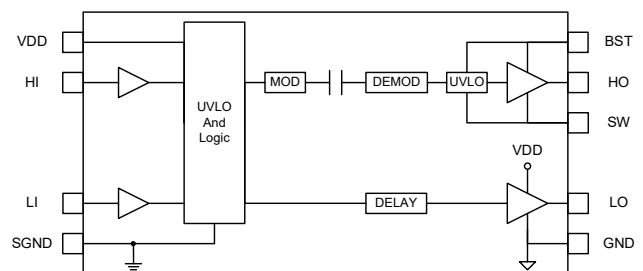 VDD
BST
HI
MOD
DEMOD
UVLO
HO
UVLO
And
Logic
SW
VDD
LI
DELAY
LO
SGND
GND